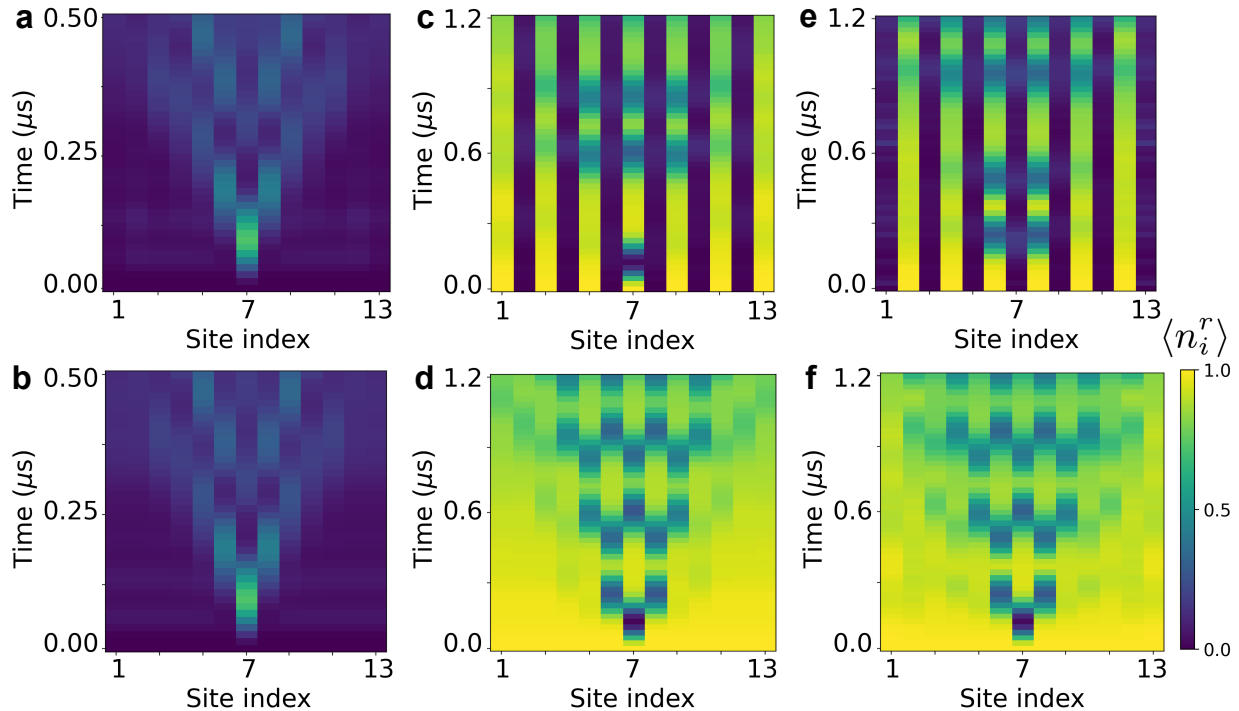 a
0.50
0.25
0.00
Time (μs)
1
7
13
Site index
c
1.2
0.6
0.0
Time (μs)
1
7
13
Site index
e
1.2
0.6
0.0
Time (μs)
1
7
13
Site index
⟨n_i^r⟩
b
0.50
0.25
0.00
Time (μs)
1
7
13
Site index
d
1.2
0.6
0.0
Time (μs)
1
7
13
Site index
f
1.2
0.6
0.0
Time (μs)
1
7
13
Site index
1.0
0.5
0.0